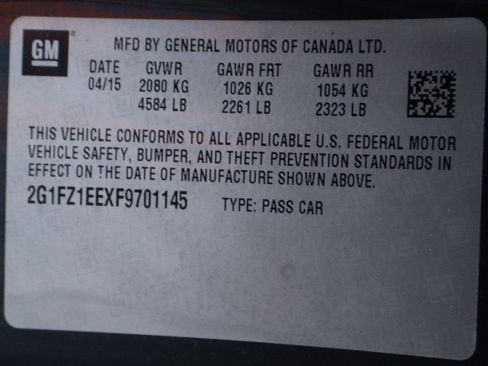 GM
MFD BY GENERAL MOTORS OF CANADA LTD.
DATE GVWR GAWR FRT GAWR RR
04/15 2080 KG 1026 KG 1054 KG
4584 LB 2261 LB 2323 LB
THIS VEHICLE CONFORMS TO ALL APPLICABLE U.S. FEDERAL MOTOR
VEHICLE SAFETY, BUMPER, AND THEFT PREVENTION STANDARDS IN
EFFECT ON THE DATE OF MANUFACTURE SHOWN ABOVE.
2G1FZ1EEXF9701145 TYPE: PASS CAR